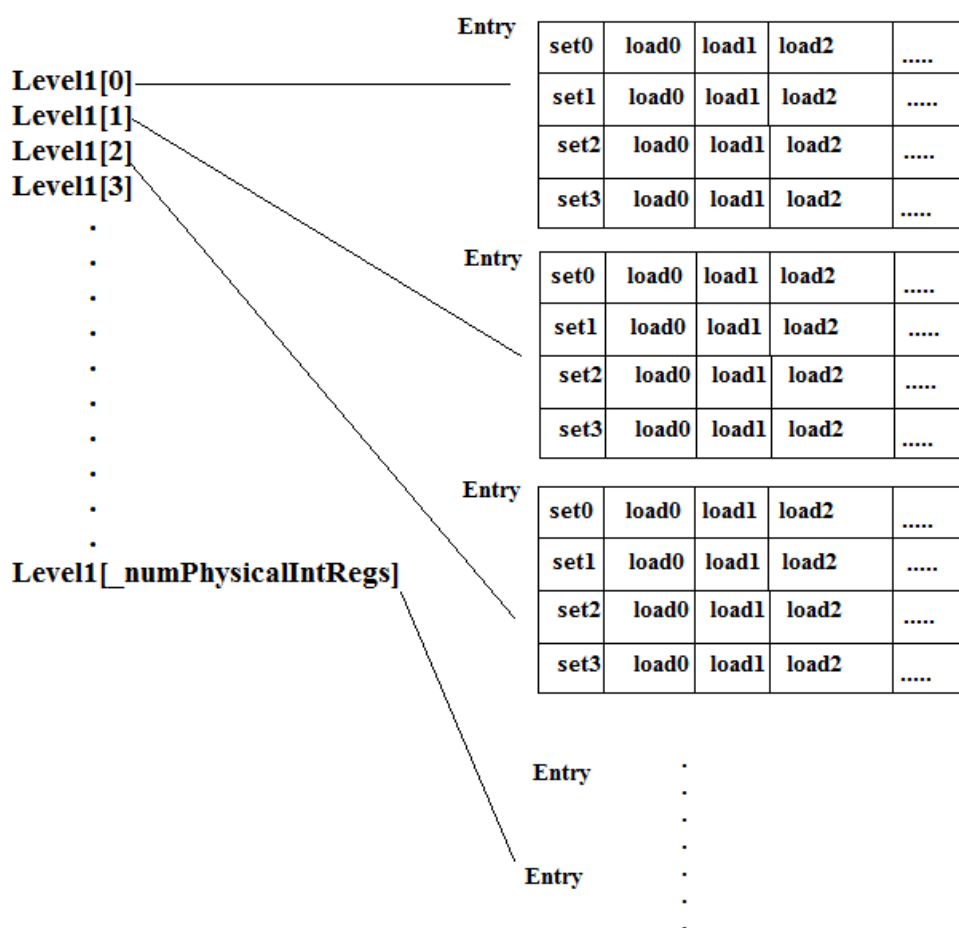 Level1[0]
Level1[1]
Level1[2]
Level1[3]
.
.
.
.
.
.
.
.
.
.
Level1[_numPhysicalIntRegs]
Entry
set0 load0 load1 load2 .....
set1 load0 load1 load2 .....
set2 load0 load1 load2 .....
set3 load0 load1 load2 .....
Entry
set0 load0 load1 load2 .....
set1 load0 load1 load2 .....
set2 load0 load1 load2 .....
set3 load0 load1 load2 .....
Entry
set0 load0 load1 load2 .....
set1 load0 load1 load2 .....
set2 load0 load1 load2 .....
set3 load0 load1 load2 .....
Entry .
.
.
.
Entry .
.
.